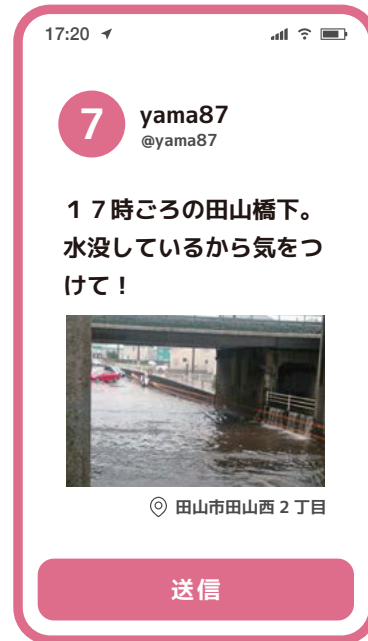 17:20
7
yama87
@yama87
１７時ごろの田山橋下。
水没しているから気をつ
けて！
田山市田山西 2 丁目
送信